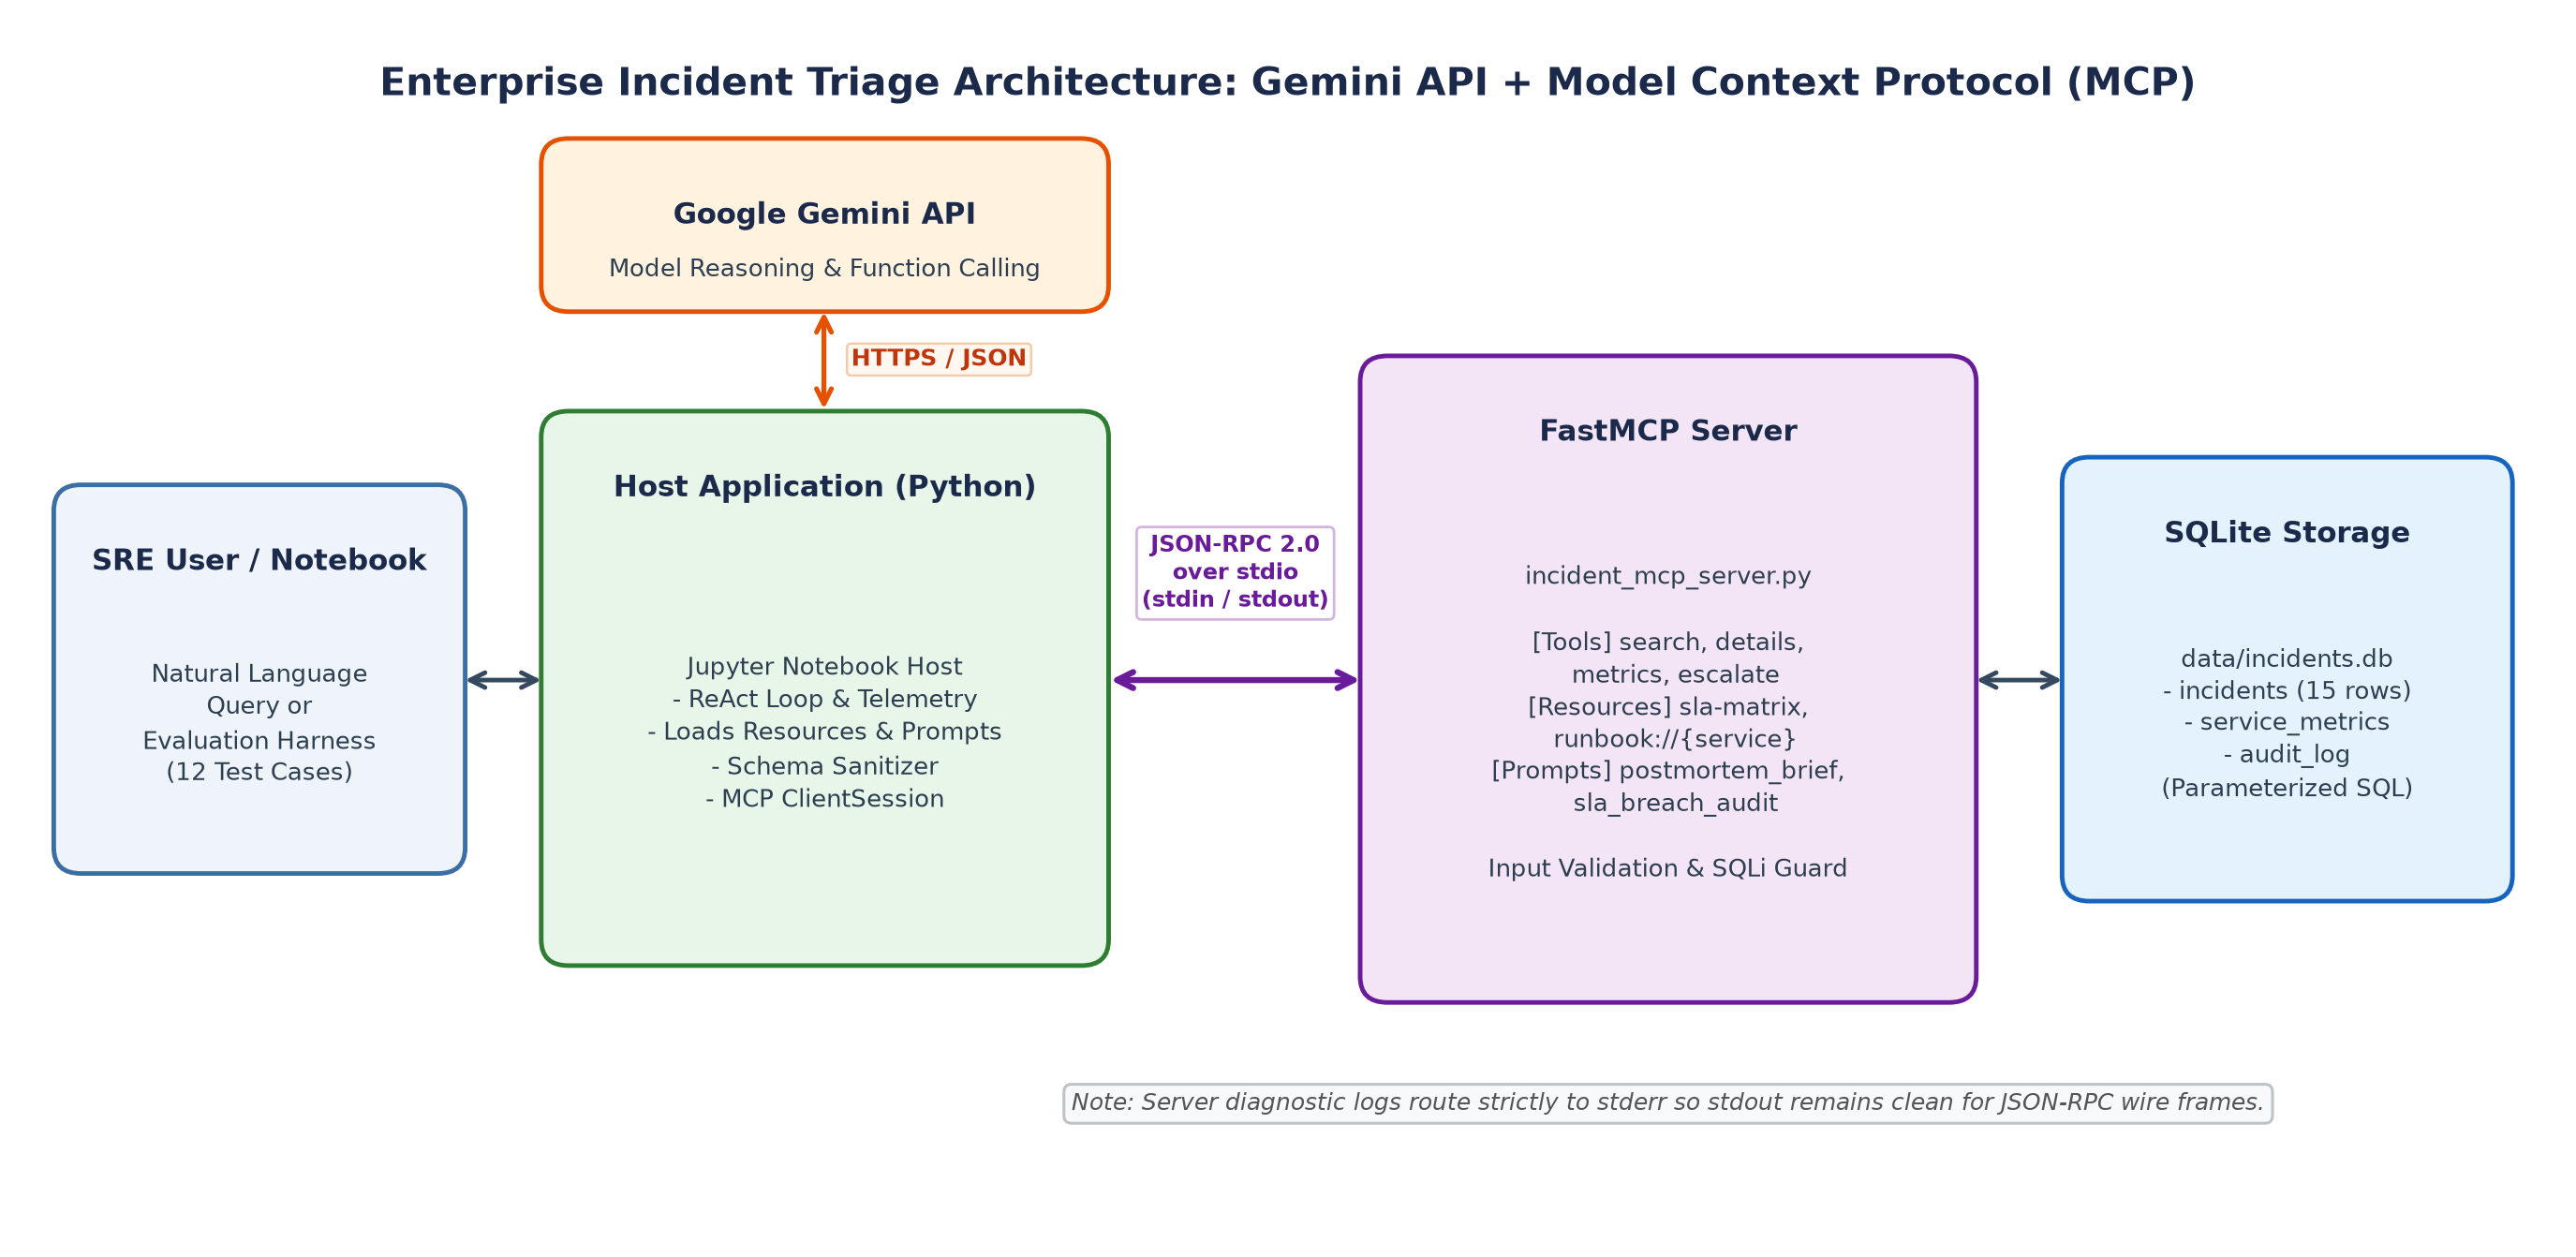 Enterprise Incident Triage Architecture: Gemini API + Model Context Protocol (MCP)
Google Gemini API
Model Reasoning & Function Calling
HTTPS / JSON
SRE User / Notebook
Natural Language
Query or
Evaluation Harness
(12 Test Cases)
Host Application (Python)
Jupyter Notebook Host
- ReAct Loop & Telemetry
- Loads Resources & Prompts
- Schema Sanitizer
- MCP ClientSession
JSON-RPC 2.0
over stdio
(stdin / stdout)
FastMCP Server
incident_mcp_server.py
[Tools] search, details,
metrics, escalate
[Resources] sla-matrix,
runbook://{service}
[Prompts] postmortem_brief,
sla_breach_audit
Input Validation & SQLi Guard
SQLite Storage
data/incidents.db
- incidents (15 rows)
- service_metrics
- audit_log
(Parameterized SQL)
Note: Server diagnostic logs route strictly to stderr so stdout remains clean for JSON-RPC wire frames.